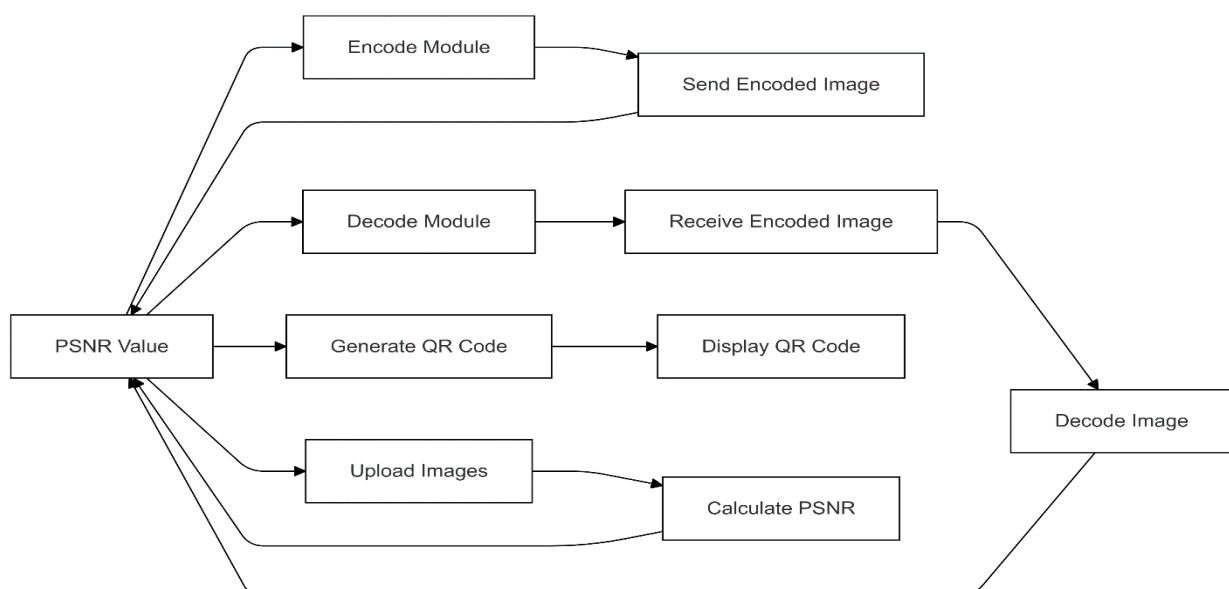 Encode Module
Send Encoded Image
Decode Module
Receive Encoded Image
PSNR Value
Generate QR Code
Display QR Code
Decode Image
Upload Images
Calculate PSNR